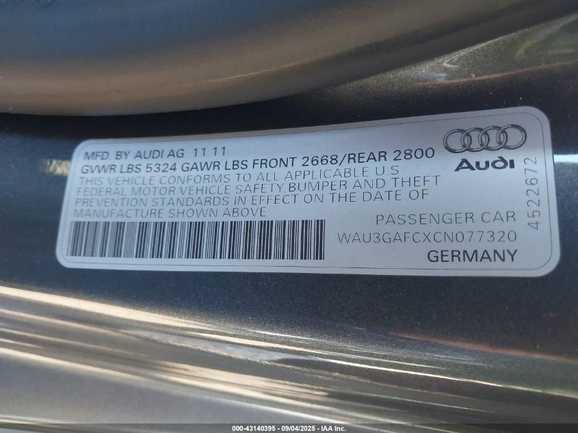 MFD. BY AUDI AG 11 11
GVWR LBS 5324 GAWR LBS FRONT 2668/REAR 2800
THIS VEHICLE CONFORMS TO ALL APPLICABLE U S
FEDERAL MOTOR VEHICLE SAFETY, BUMPER AND THEFT
PREVENTION STANDARDS IN EFFECT ON THE DATE OF
MANUFACTURE SHOWN ABOVE
PASSENGER CAR
WAU3GAFCXCN077320
GERMANY
Audi
4522672
000-43140395 - 09/04/2025 - IAA Inc.